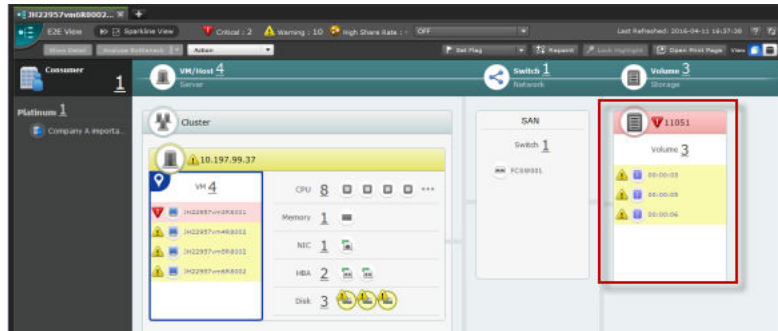 JH22957vm6R8002...
E2E View
Sparkline View
Critical : 2
Warning : 10
High Share Rate : -
OFF
Last Refreshed: 2016-04-11 16:37:30
Show Detail
Analyze Bottleneck
Action
Set Flag
Repaint
Lock Highlight
Open Print Page
View
Consumer
1
VM/Host 4
Server
Switch 1
Network
Volume 3
Storage
Platinum 1
Company A Importa...
Cluster
10.197.99.37
VM 4
CPU 8
Memory 1
NIC 1
HBA 2
Disk 3
SAN
Switch 1
FCSW001
11051
Volume 3
00:00:05
00:00:06